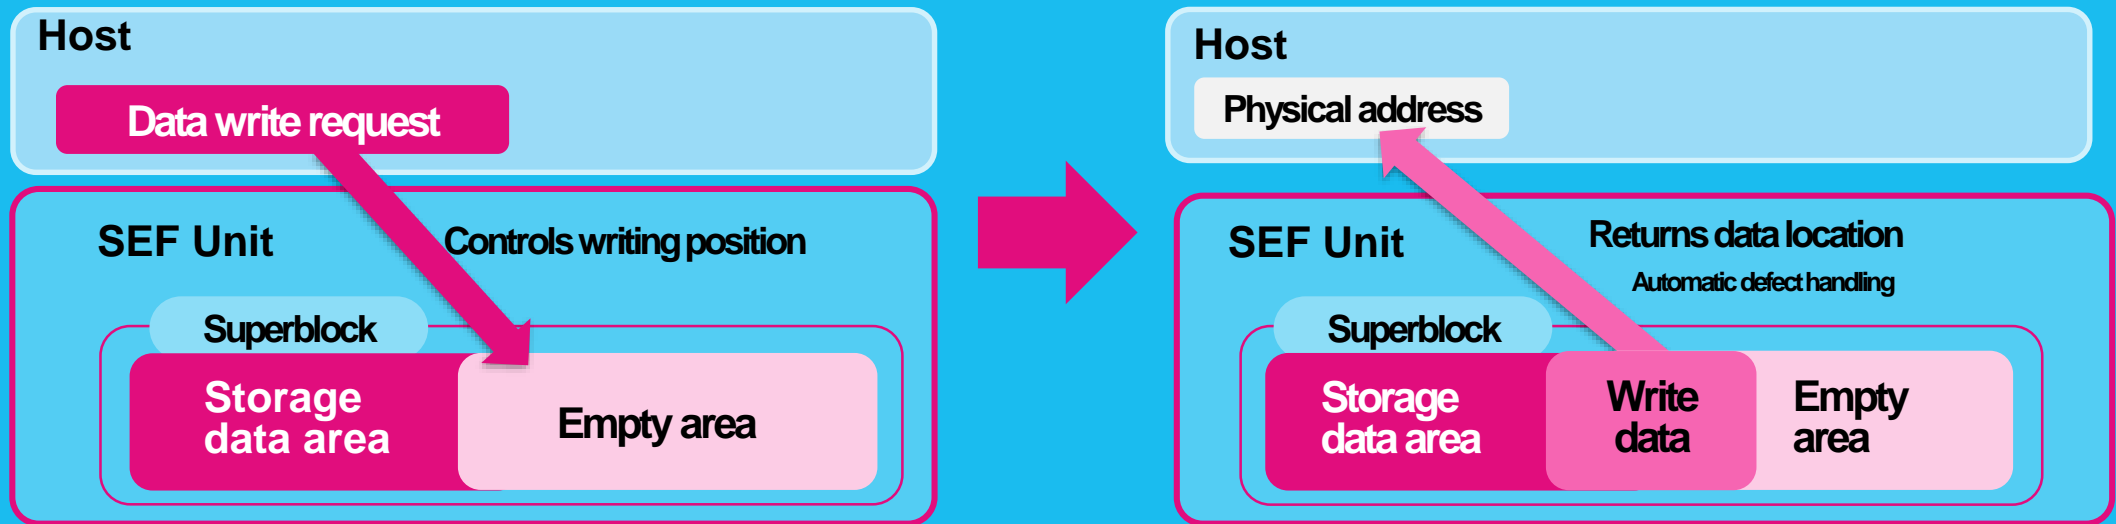 Host
Data write request
SEF Unit
Controls writing position
Superblock
Storage
data area
Empty area
Host
Physical address
SEF Unit
Returns data location
Automatic defect handling
Superblock
Storage
data area
Write
data
Empty
area